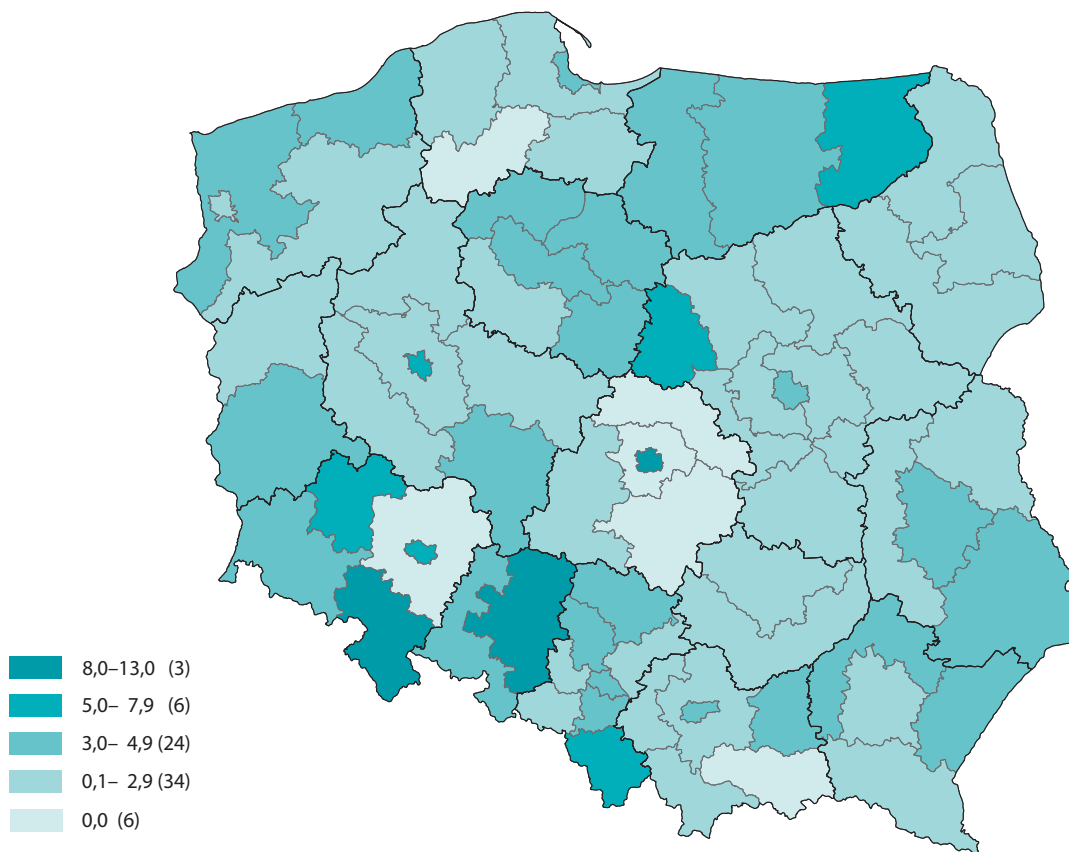 8,0–13,0 (3)
5,0– 7,9 (6)
3,0– 4,9 (24)
0,1– 2,9 (34)
0,0 (6)